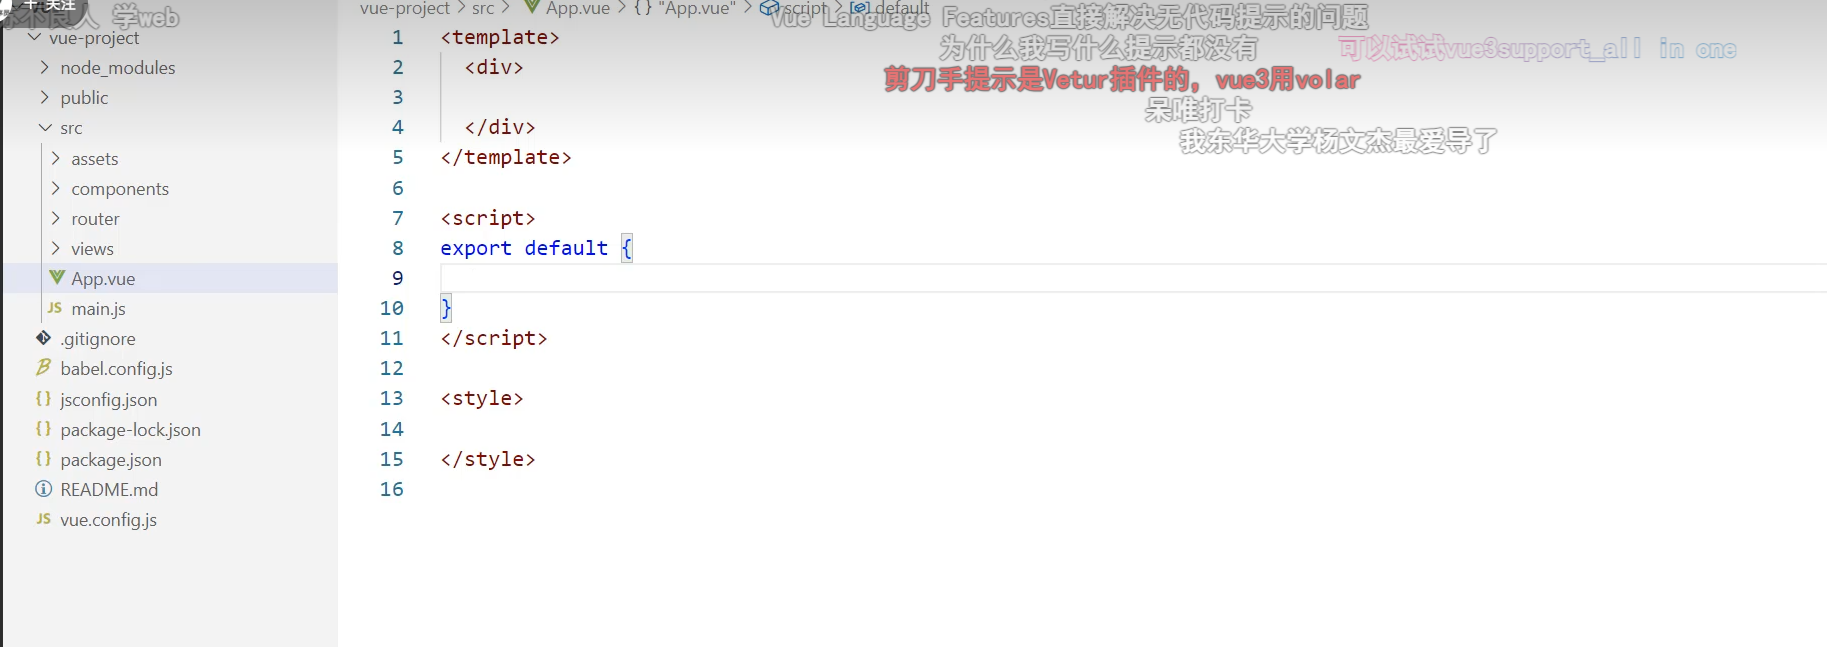 关注
学web
vue-project > src > App.vue > {} "App.vue" > script > default
Vue Language Features直接解决无代码提示的问题
为什么我写什么提示都没有
可以试试vue3support_all in one
剪刀手提示是Vetur插件的，vue3用volar
呆唯打卡
我东华大学杨文杰最爱导了
vue-project
node_modules
public
src
assets
components
router
views
App.vue
JS main.js
.gitignore
babel.config.js
{} jsconfig.json
{} package-lock.json
{} package.json
README.md
JS vue.config.js
1 <template>
2 <div>
3
4 </div>
5 </template>
6
7 <script>
8 export default {
9
10 }
11 </script>
12
13 <style>
14
15 </style>
16